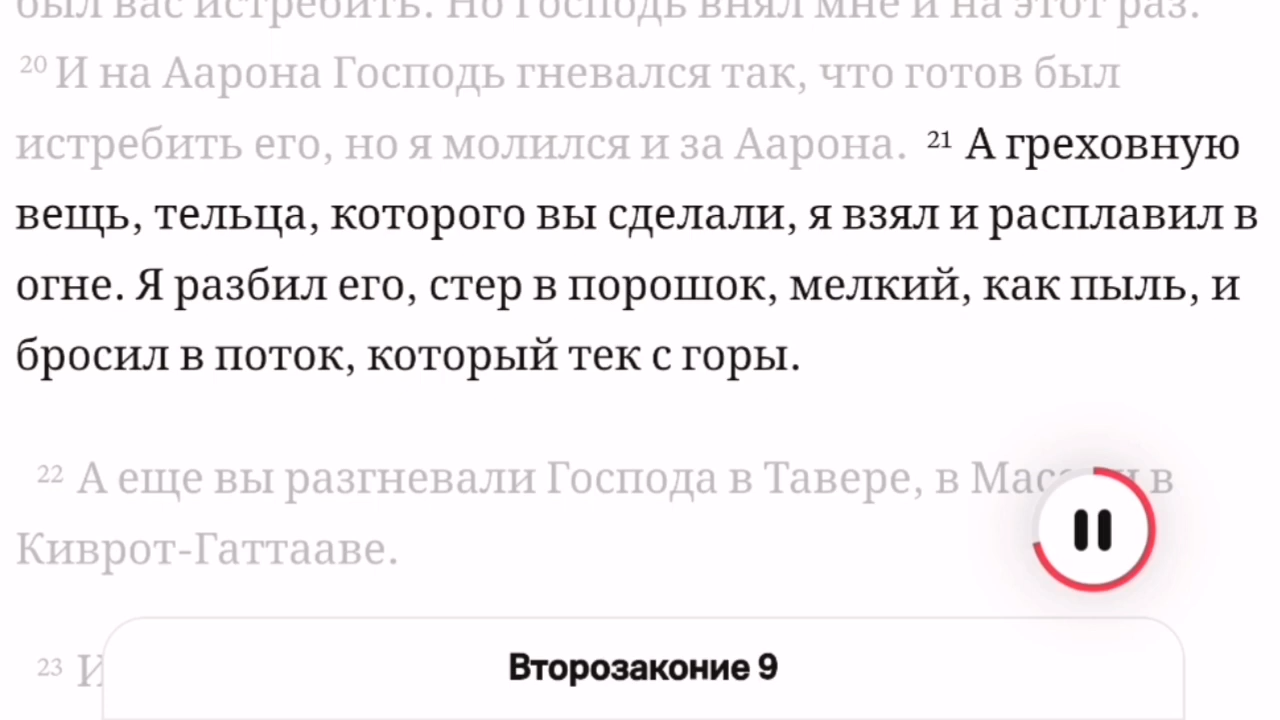 был вас истребить. Но Господь внял мне и на этот раз.
20 И на Аарона Господь гневался так, что готов был
истребить его, но я молился и за Аарона. 21 А греховную
вещь, тельца, которого вы сделали, я взял и расплавил в
огне. Я разбил его, стер в порошок, мелкий, как пыль, и
бросил в поток, который тек с горы.
22 А еще вы разгневали Господа в Тавере, в в
Киврот-Гаттааве.
23 И
Второзаконие 9